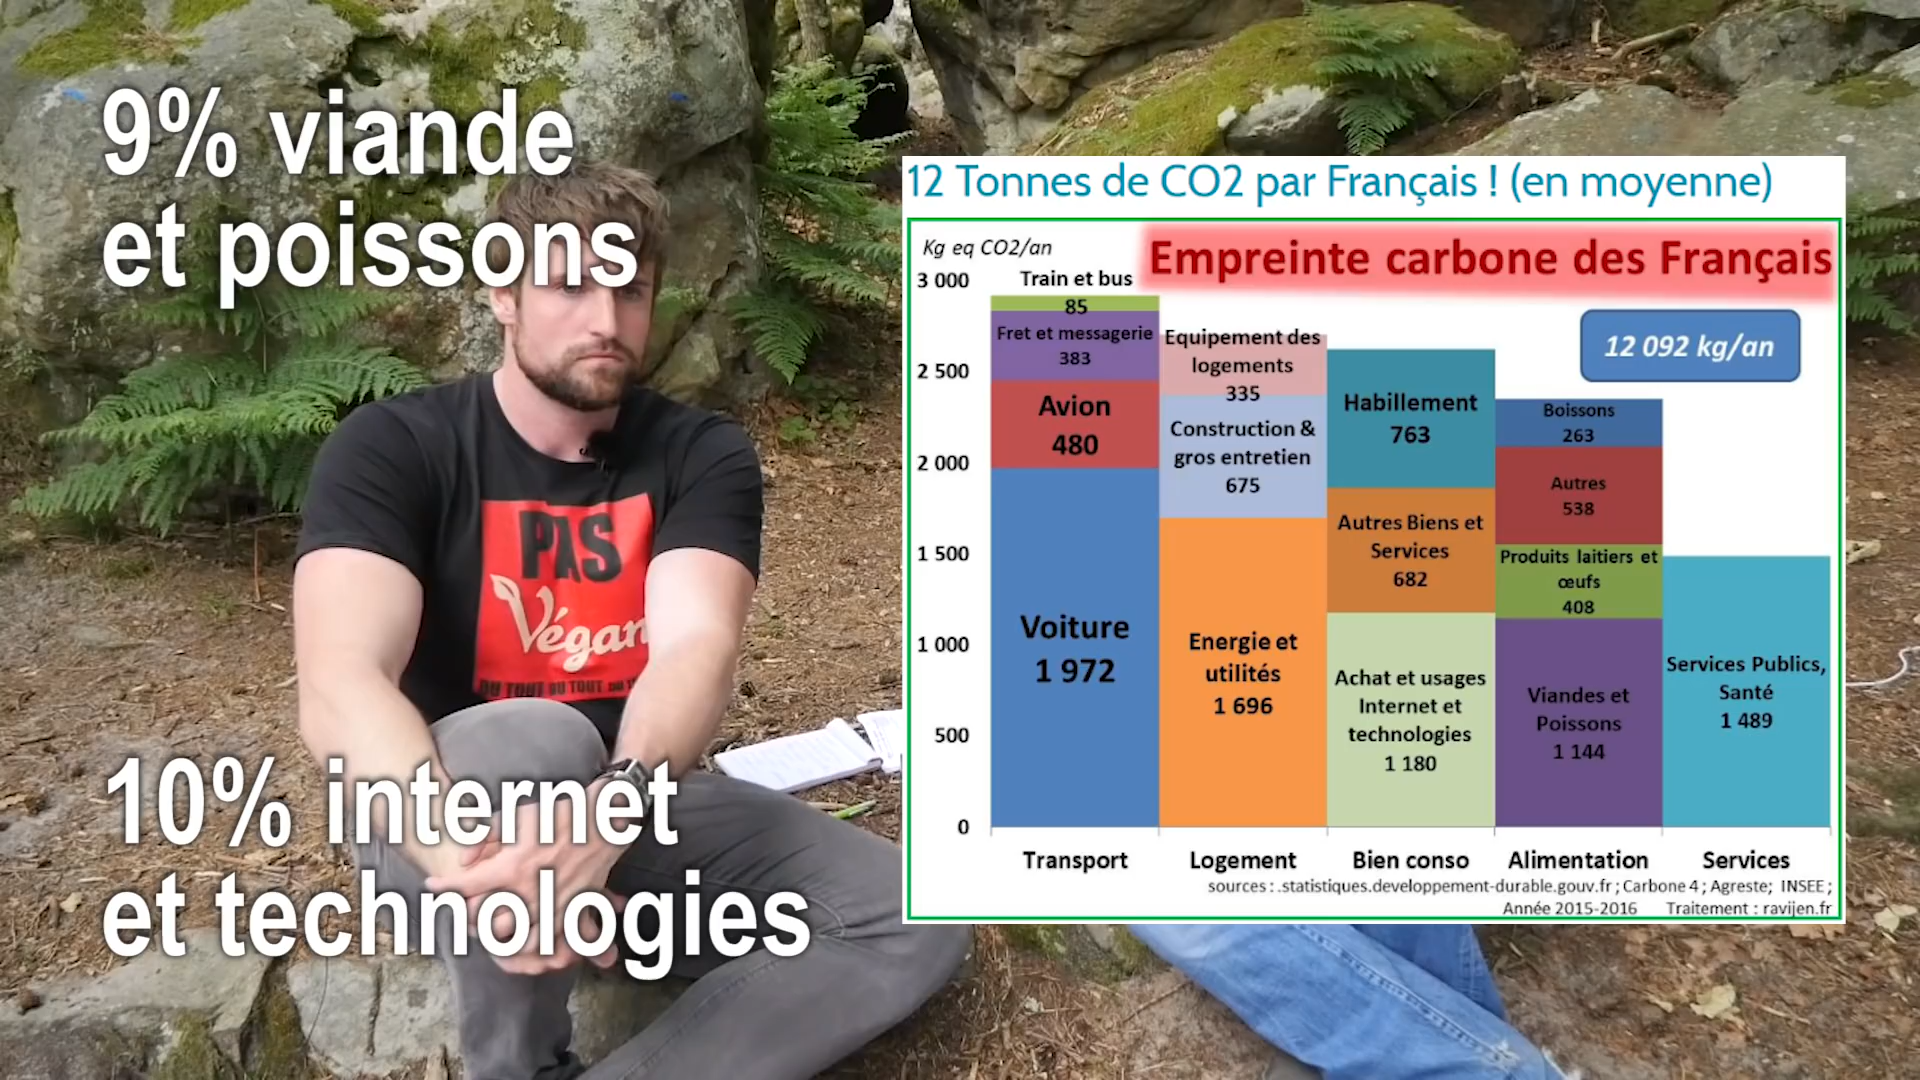 9% viande
et poissons
10% internet
et technologies
PAS
Végan
DU TOUT DU TOUT DU T
12 Tonnes de CO2 par Français ! (en moyenne)
Empreinte carbone des Français
Kg eq CO2/an
12 092 kg/an
3 000
2 500
2 000
1 500
1 000
500
0
Train et bus
85
Fret et messagerie
383
Avion
480
Voiture
1 972
Equipement des
logements
335
Construction &
gros entretien
675
Energie et
utilités
1 696
Habillement
763
Autres Biens et
Services
682
Achat et usages
Internet et
technologies
1 180
Boissons
263
Autres
538
Produits laitiers et
œufs
408
Viandes et
Poissons
1 144
Services Publics,
Santé
1 489
Transport
Logement
Bien conso
Alimentation
Services
sources : .statistiques.developpement-durable.gouv.fr ; Carbone 4 ; Agreste; INSEE ;
Année 2015-2016 Traitement : ravijen.fr